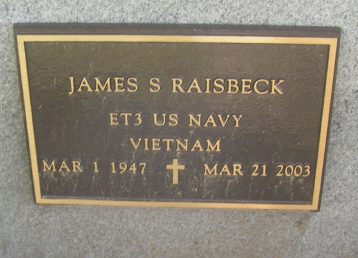 JAMES S RAISBECK
ET3 US NAVY
VIETNAM
MAR 1 1947 MAR 21 2003